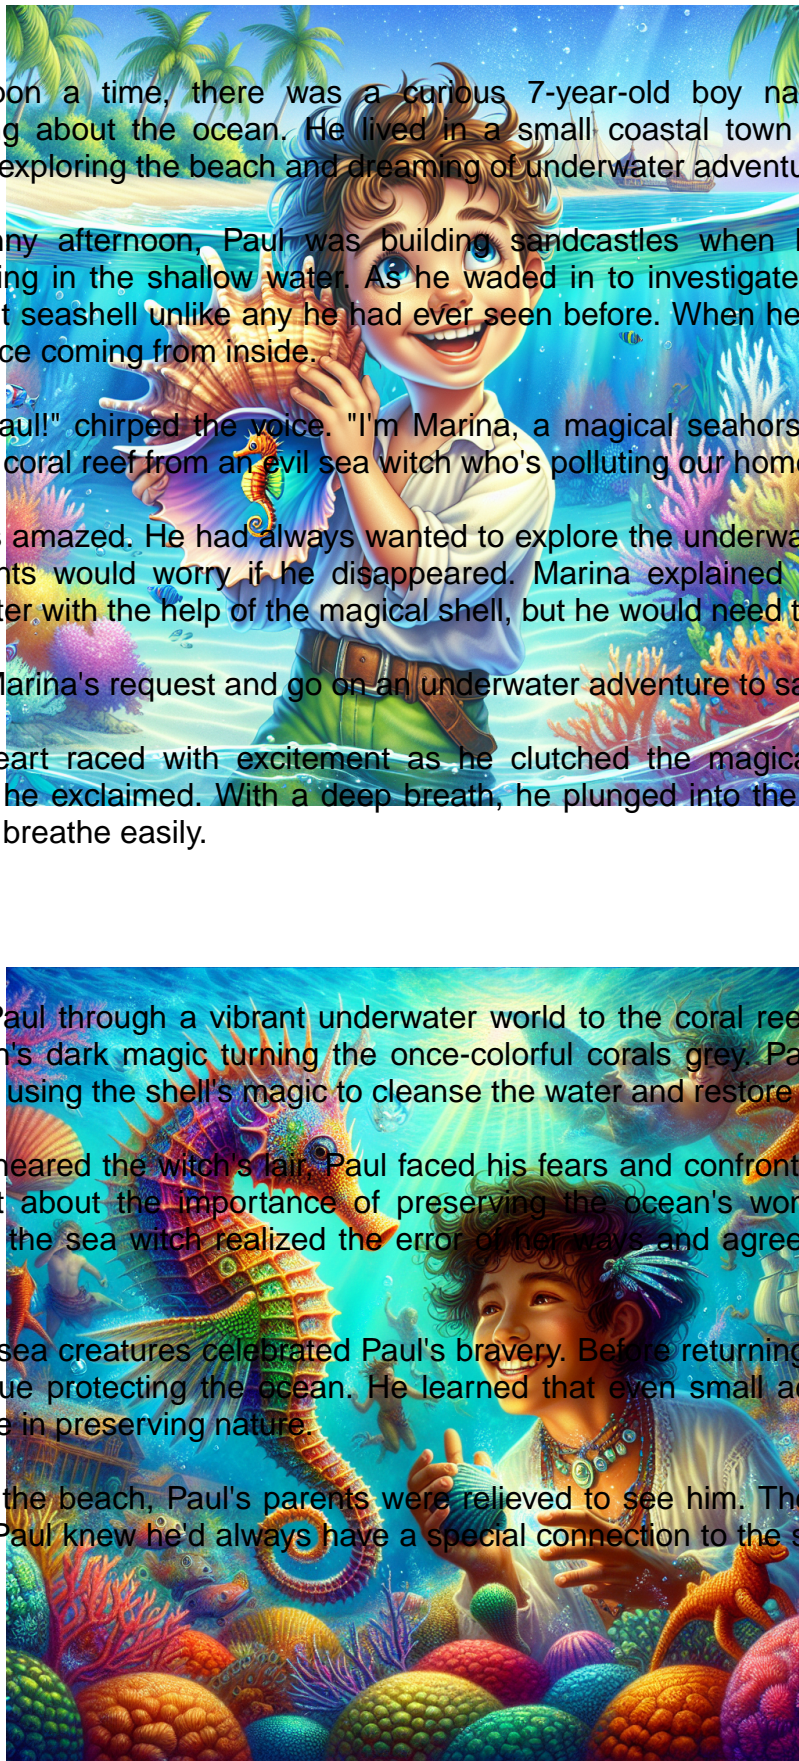 on a time, there was a curious 7-year-old boy na
g about the ocean. He lived in a small coastal town
exploring the beach and dreaming of underwater adventu
nny afternoon, Paul was building sandcastles when
ing in the shallow water. As he waded in to investigate
t seashell unlike any he had ever seen before. When he
ce coming from inside.
aul!" chirped the voice. "I'm Marina, a magical seahors
coral reef from an evil sea witch who's polluting our hom
s amazed. He had always wanted to explore the underwa
nts would worry if he disappeared. Marina explained
ter with the help of the magical shell, but he would need t
Marina's request and go on an underwater adventure to sa
eart raced with excitement as he clutched the magica
he exclaimed. With a deep breath, he plunged into the
breathe easily.
Paul through a vibrant underwater world to the coral ree
h's dark magic turning the once-colorful corals grey. Pa
using the shell's magic to cleanse the water and restore
neared the witch's lair, Paul faced his fears and confront
t about the importance of preserving the ocean's won
the sea witch realized the error of her ways and agree
sea creatures celebrated Paul's bravery. Before returning
ue protecting the ocean. He learned that even small ac
e in preserving nature.
the beach, Paul's parents were relieved to see him. The
Paul knew he'd always have a special connection to the s